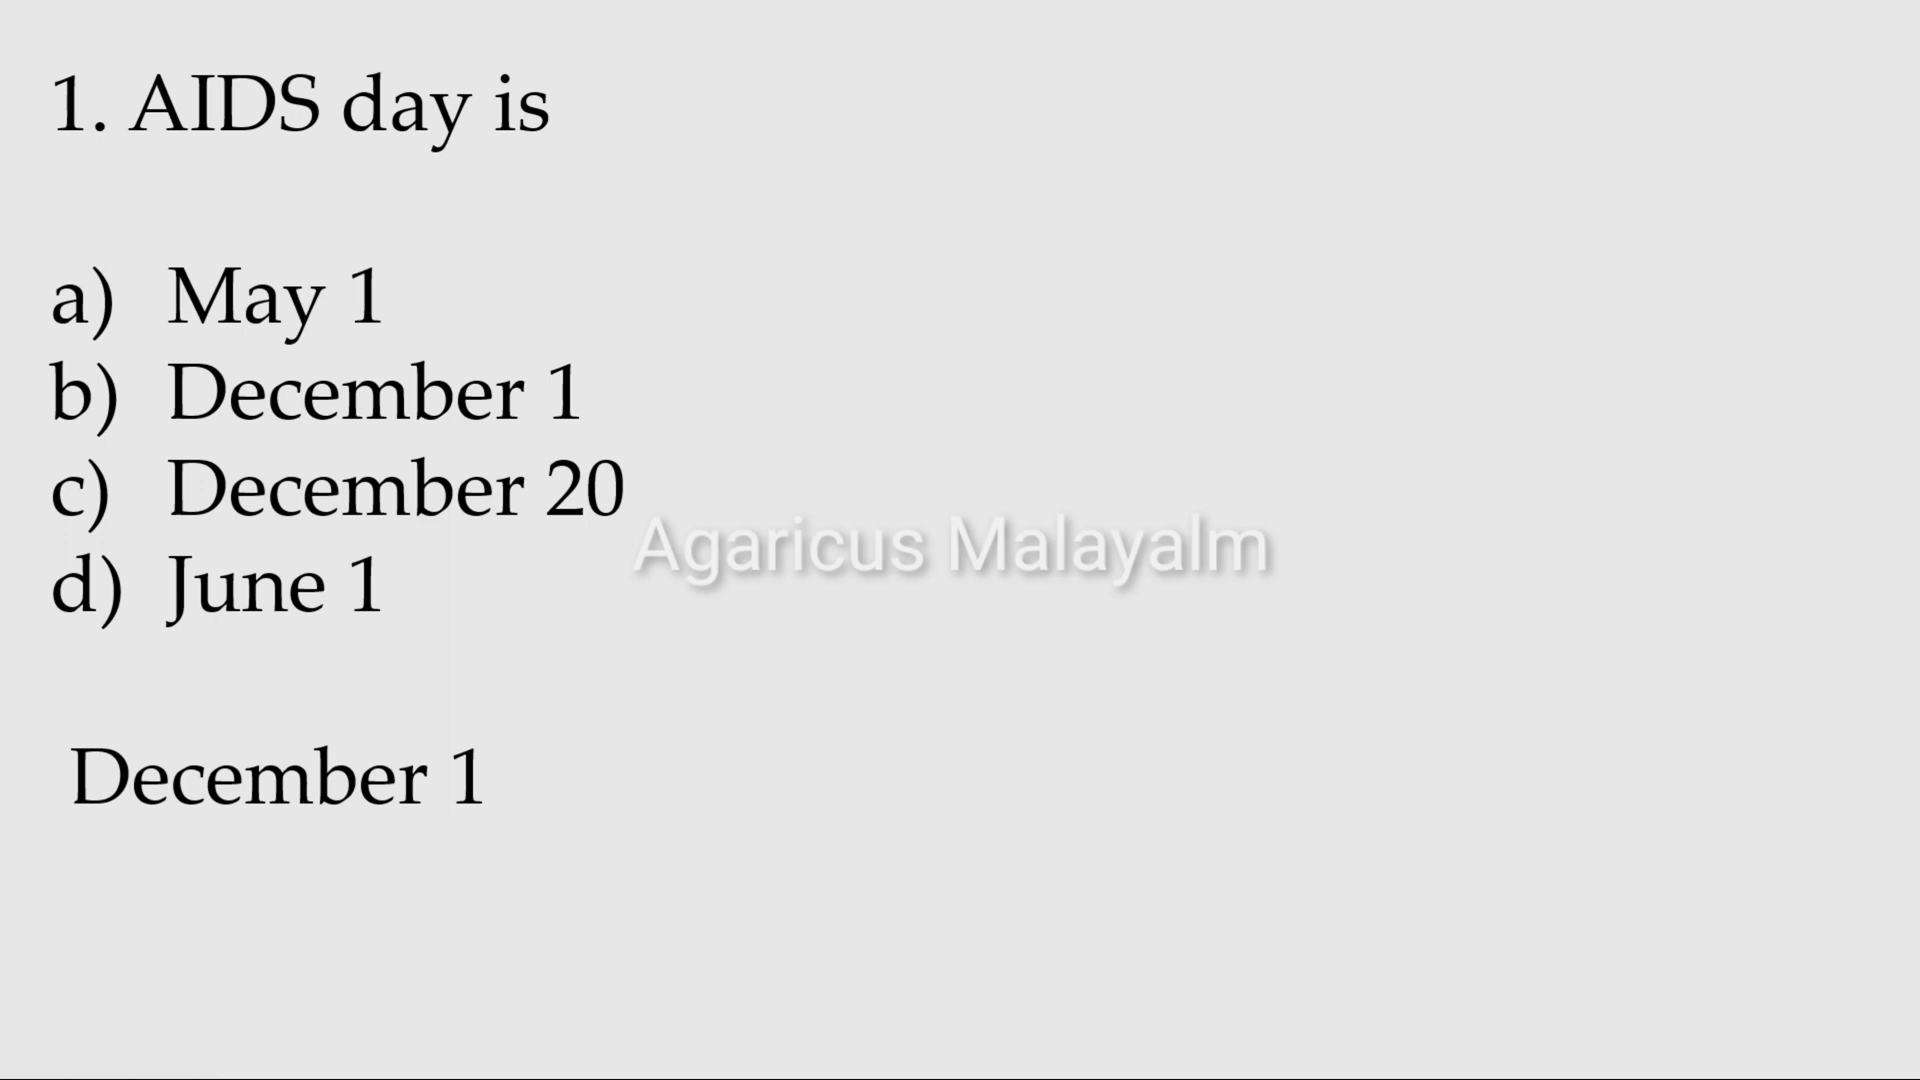 1. AIDS day is
a) May 1
b) December 1
c) December 20
Agaricus Malayalm
d) June 1
December 1